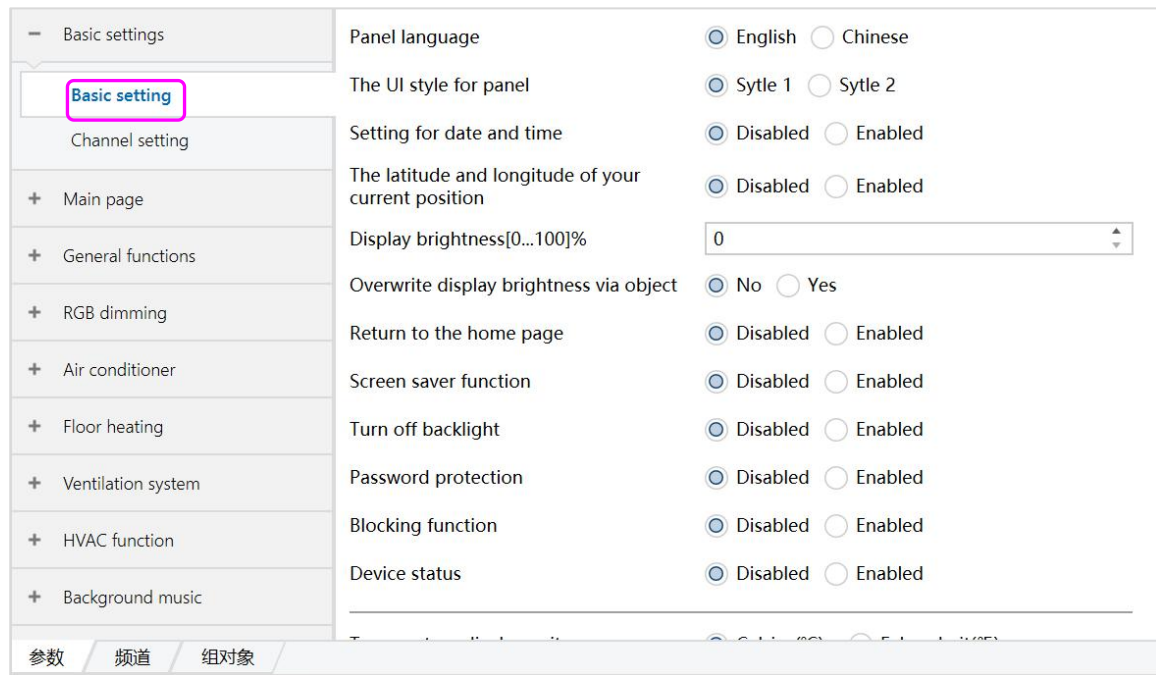 Basic settings
Basic setting
Channel setting
Main page
General functions
RGB dimming
Air conditioner
Floor heating
Ventilation system
HVAC function
Background music
Panel language English Chinese
The UI style for panel Sytle 1 Sytle 2
Setting for date and time Disabled Enabled
The latitude and longitude of your
current position Disabled Enabled
Display brightness[0...100]% 0
Overwrite display brightness via object No Yes
Return to the home page Disabled Enabled
Screen saver function Disabled Enabled
Turn off backlight Disabled Enabled
Password protection Disabled Enabled
Blocking function Disabled Enabled
Device status Disabled Enabled
参数 频道 组对象